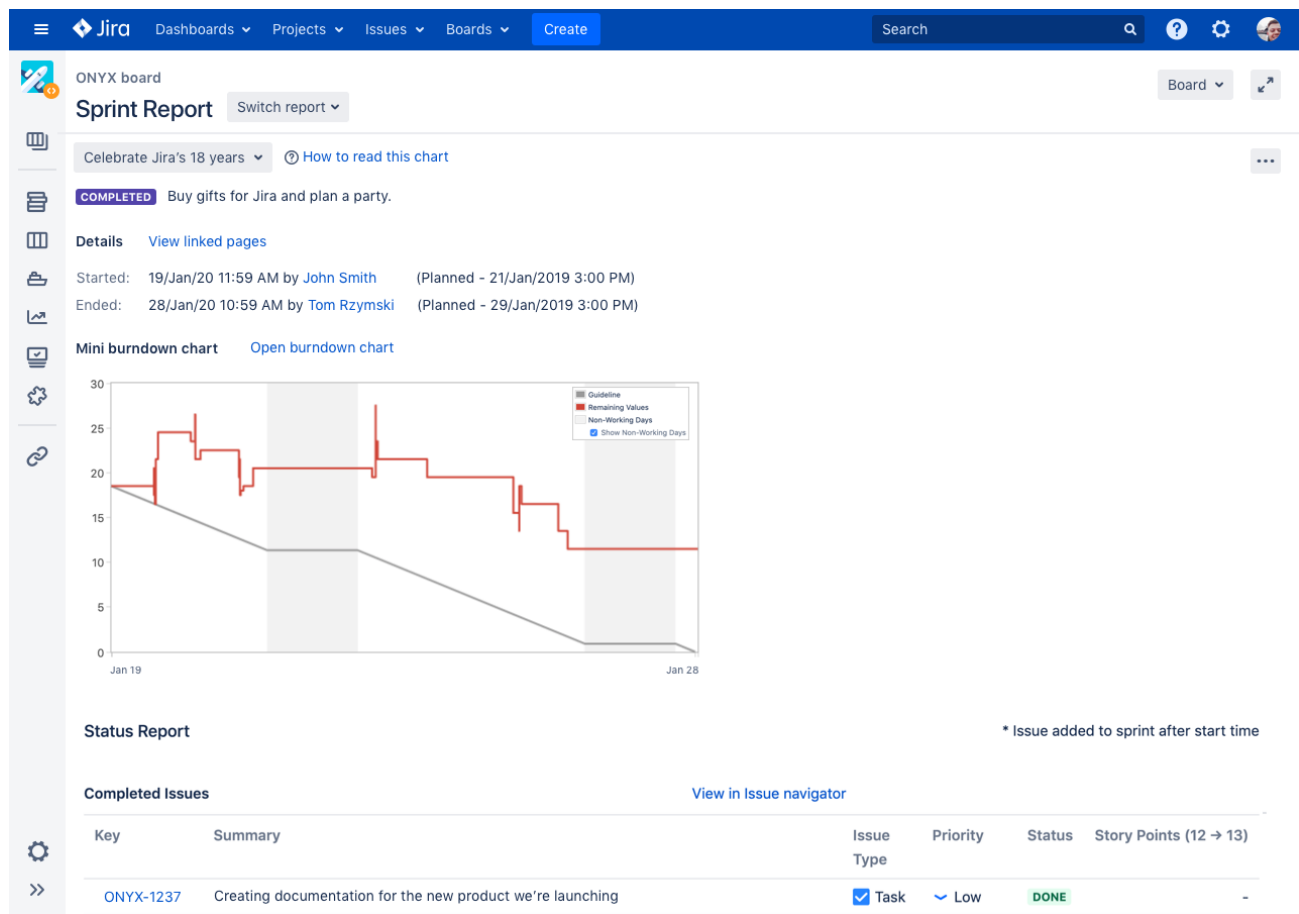 Jira Dashboards Projects Issues Boards Create Search
ONYX board
Board
Sprint Report Switch report
Celebrate Jira's 18 years How to read this chart
COMPLETED Buy gifts for Jira and plan a party.
Details View linked pages
Started: 19/Jan/20 11:59 AM by John Smith (Planned - 21/Jan/2019 3:00 PM)
Ended: 28/Jan/20 10:59 AM by Tom Rzymski (Planned - 29/Jan/2019 3:00 PM)
Mini burndown chart Open burndown chart
30
Guideline
Remaining Values
Non-Working Days
Show Non-Working Days
25
20
15
10
5
0
Jan 19 Jan 28
Status Report * Issue added to sprint after start time
Completed Issues View in Issue navigator
Key Summary Issue Type Priority Status Story Points (12 → 13)
ONYX-1237 Creating documentation for the new product we're launching Task Low DONE -